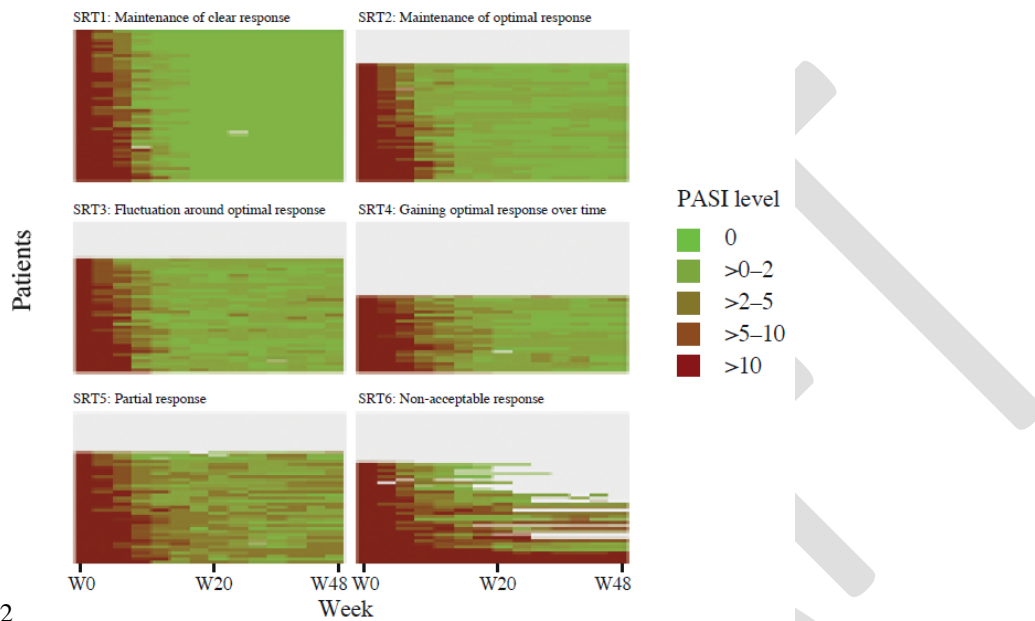 SRT1: Maintenance of clear response
SRT2: Maintenance of optimal response
SRT3: Fluctuation around optimal response
SRT4: Gaining optimal response over time
SRT5: Partial response
SRT6: Non-acceptable response
Patients
PASI level
0
>0–2
>2–5
>5–10
>10
W0 W20 W48 W0 W20 W48
Week
2